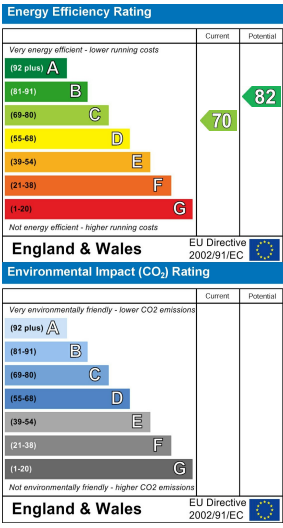 Energy Efficiency Rating
Current Potential
Very energy efficient - lower running costs
(92 plus) A
(81-91) B
(69-80) C
(55-68) D
(39-54) E
(21-38) F
(1-20) G
70
82
Not energy efficient - higher running costs
England & Wales
EU Directive
2002/91/EC
Environmental Impact (CO₂) Rating
Current Potential
Very environmentally friendly - lower CO2 emissions
(92 plus) A
(81-91) B
(69-80) C
(55-68) D
(39-54) E
(21-38) F
(1-20) G
Not environmentally friendly - higher CO2 emissions
England & Wales
EU Directive
2002/91/EC